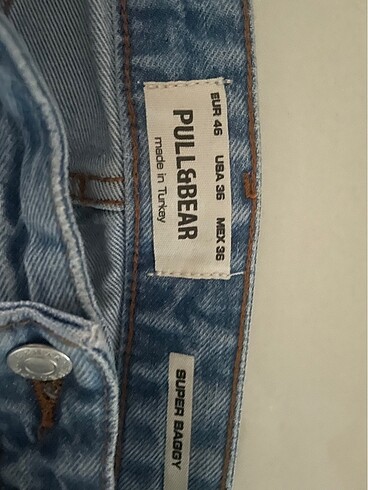 EUR 46 USA 36 MEX 36
PULL&BEAR
made in Turkey
SUPER BAGGY